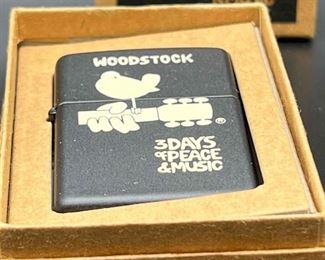 WOODSTOCK
®
3 DAYS
of PEACE
& MUSIC